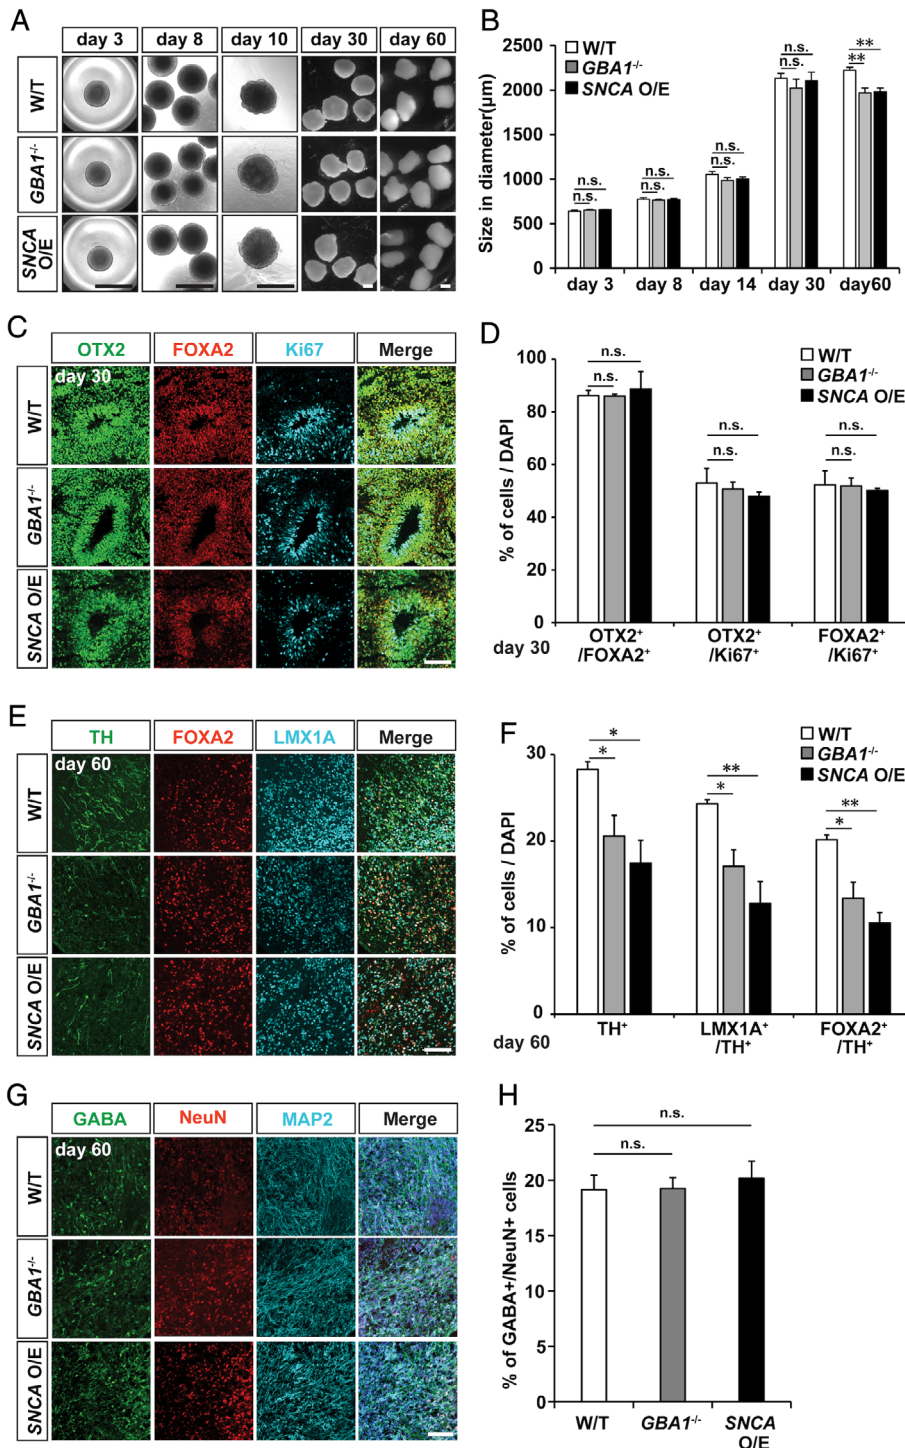 A
day 3 day 8 day 10 day 30 day 60
W/T
GBA1-/-
SNCA O/E
B
W/T
GBA1-/-
SNCA O/E
Size in diameter(μm)
2500
2000
1500
1000
500
0
n.s.
n.s.
n.s.
n.s.
n.s.
n.s.
n.s.
n.s.
**
**
day 3 day 8 day 14 day 30 day60
C
OTX2 FOXA2 Ki67 Merge
day 30
W/T
GBA1-/-
SNCA O/E
D
W/T
GBA1-/-
SNCA O/E
% of cells / DAPI
100
80
60
40
20
0
n.s.
n.s.
n.s.
n.s.
n.s.
n.s.
day 30
OTX2+ OTX2+ FOXA2+
/FOXA2+ /Ki67+ /Ki67+
E
TH FOXA2 LMX1A Merge
day 60
W/T
GBA1-/-
SNCA O/E
F
W/T
GBA1-/-
SNCA O/E
% of cells / DAPI
30
20
10
0
*
*
**
*
**
*
day 60
TH+ LMX1A+ FOXA2+
/TH+ /TH+
G
GABA NeuN MAP2 Merge
day 60
W/T
GBA1-/-
SNCA O/E
H
% of GABA+/NeuN+ cells
25
20
15
10
5
0
n.s.
n.s.
W/T GBA1-/- SNCA
O/E